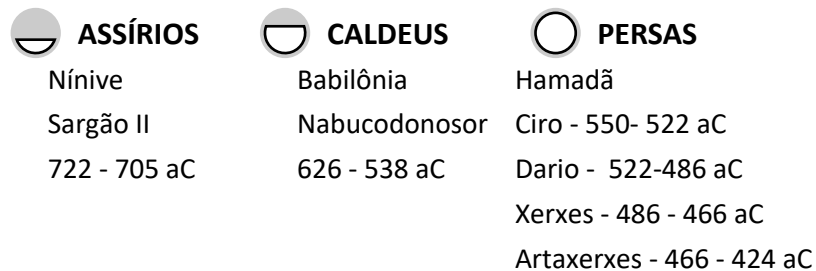 ASSÍRIOS CALDEUS PERSAS
Nínive Babilônia Hamadã
Sargão II Nabucodonosor Ciro - 550- 522 aC
722 - 705 aC 626 - 538 aC Dario - 522-486 aC
Xerxes - 486 - 466 aC
Artaxerxes - 466 - 424 aC